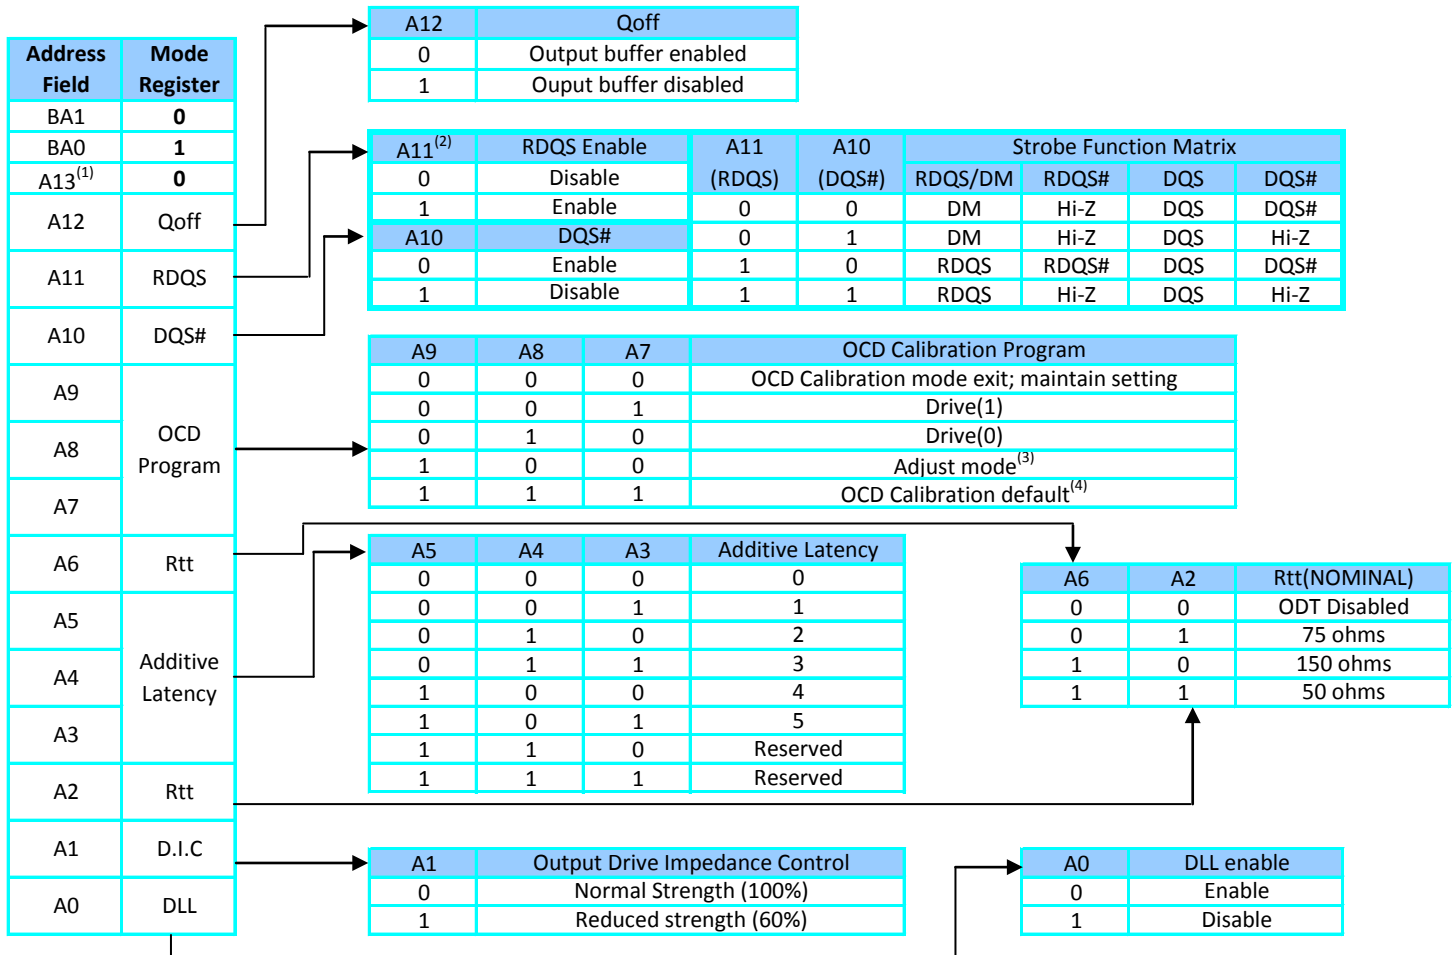 Address Field Mode Register
BA1 0
BA0 1
A13(1) 0
A12 Qoff
A11 RDQS
A10 DQS#
A9
A8 OCD Program
A7
A6 Rtt
A5
A4 Additive Latency
A3
A2 Rtt
A1 D.I.C
A0 DLL
A12 Qoff
0 Output buffer enabled
1 Ouput buffer disabled
A11(2) RDQS Enable
0 Disable
1 Enable
A10 DQS#
0 Enable
1 Disable
A11 (RDQS) A10 (DQS#) Strobe Function Matrix
RDQS/DM RDQS# DQS DQS#
0 0 DM Hi-Z DQS DQS#
0 1 DM Hi-Z DQS Hi-Z
1 0 RDQS RDQS# DQS DQS#
1 1 RDQS Hi-Z DQS Hi-Z
A9 A8 A7 OCD Calibration Program
0 0 0 OCD Calibration mode exit; maintain setting
0 0 1 Drive(1)
0 1 0 Drive(0)
1 0 0 Adjust mode(3)
1 1 1 OCD Calibration default(4)
A5 A4 A3 Additive Latency
0 0 0 0
0 0 1 1
0 1 0 2
0 1 1 3
1 0 0 4
1 0 1 5
1 1 0 Reserved
1 1 1 Reserved
A6 A2 Rtt(NOMINAL)
0 0 ODT Disabled
0 1 75 ohms
1 0 150 ohms
1 1 50 ohms
A1 Output Drive Impedance Control
0 Normal Strength (100%)
1 Reduced strength (60%)
A0 DLL enable
0 Enable
1 Disable